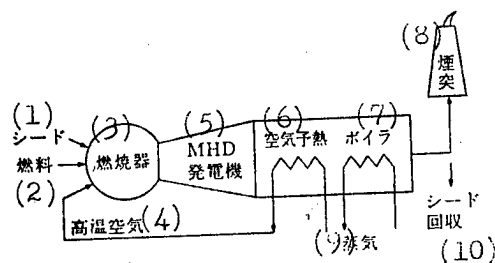 (1)
シード
燃料
(2)
(3)
燃焼器
高温空気(4)
(5)
MHD
発電機
(6)
空気予熱
(7)
ボイラ
(9)蒸気
(8)
煙突
シード
回収
(10)